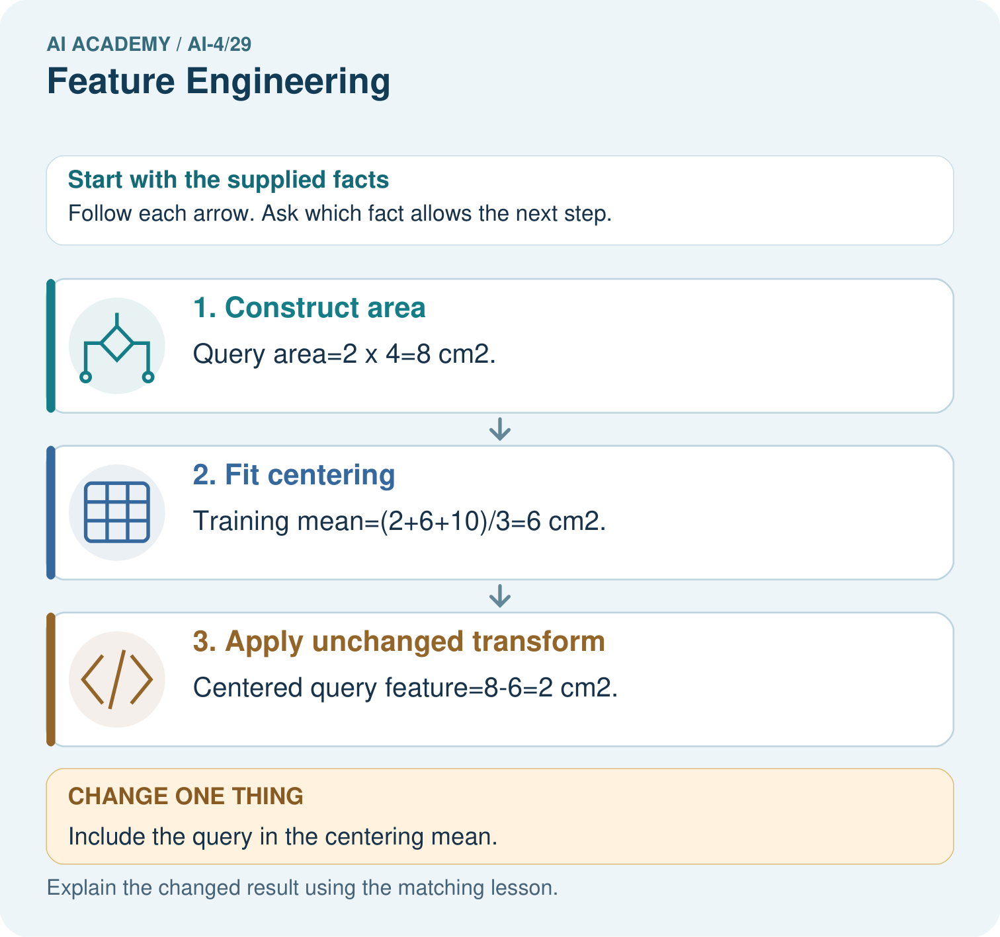 AI ACADEMY / AI-4/29
Feature Engineering
Start with the supplied facts
Follow each arrow. Ask which fact allows the next step.
1. Construct area
Query area=2 x 4=8 cm2.
2. Fit centering
Training mean=(2+6+10)/3=6 cm2.
3. Apply unchanged transform
Centered query feature=8-6=2 cm2.
CHANGE ONE THING
Include the query in the centering mean.
Explain the changed result using the matching lesson.